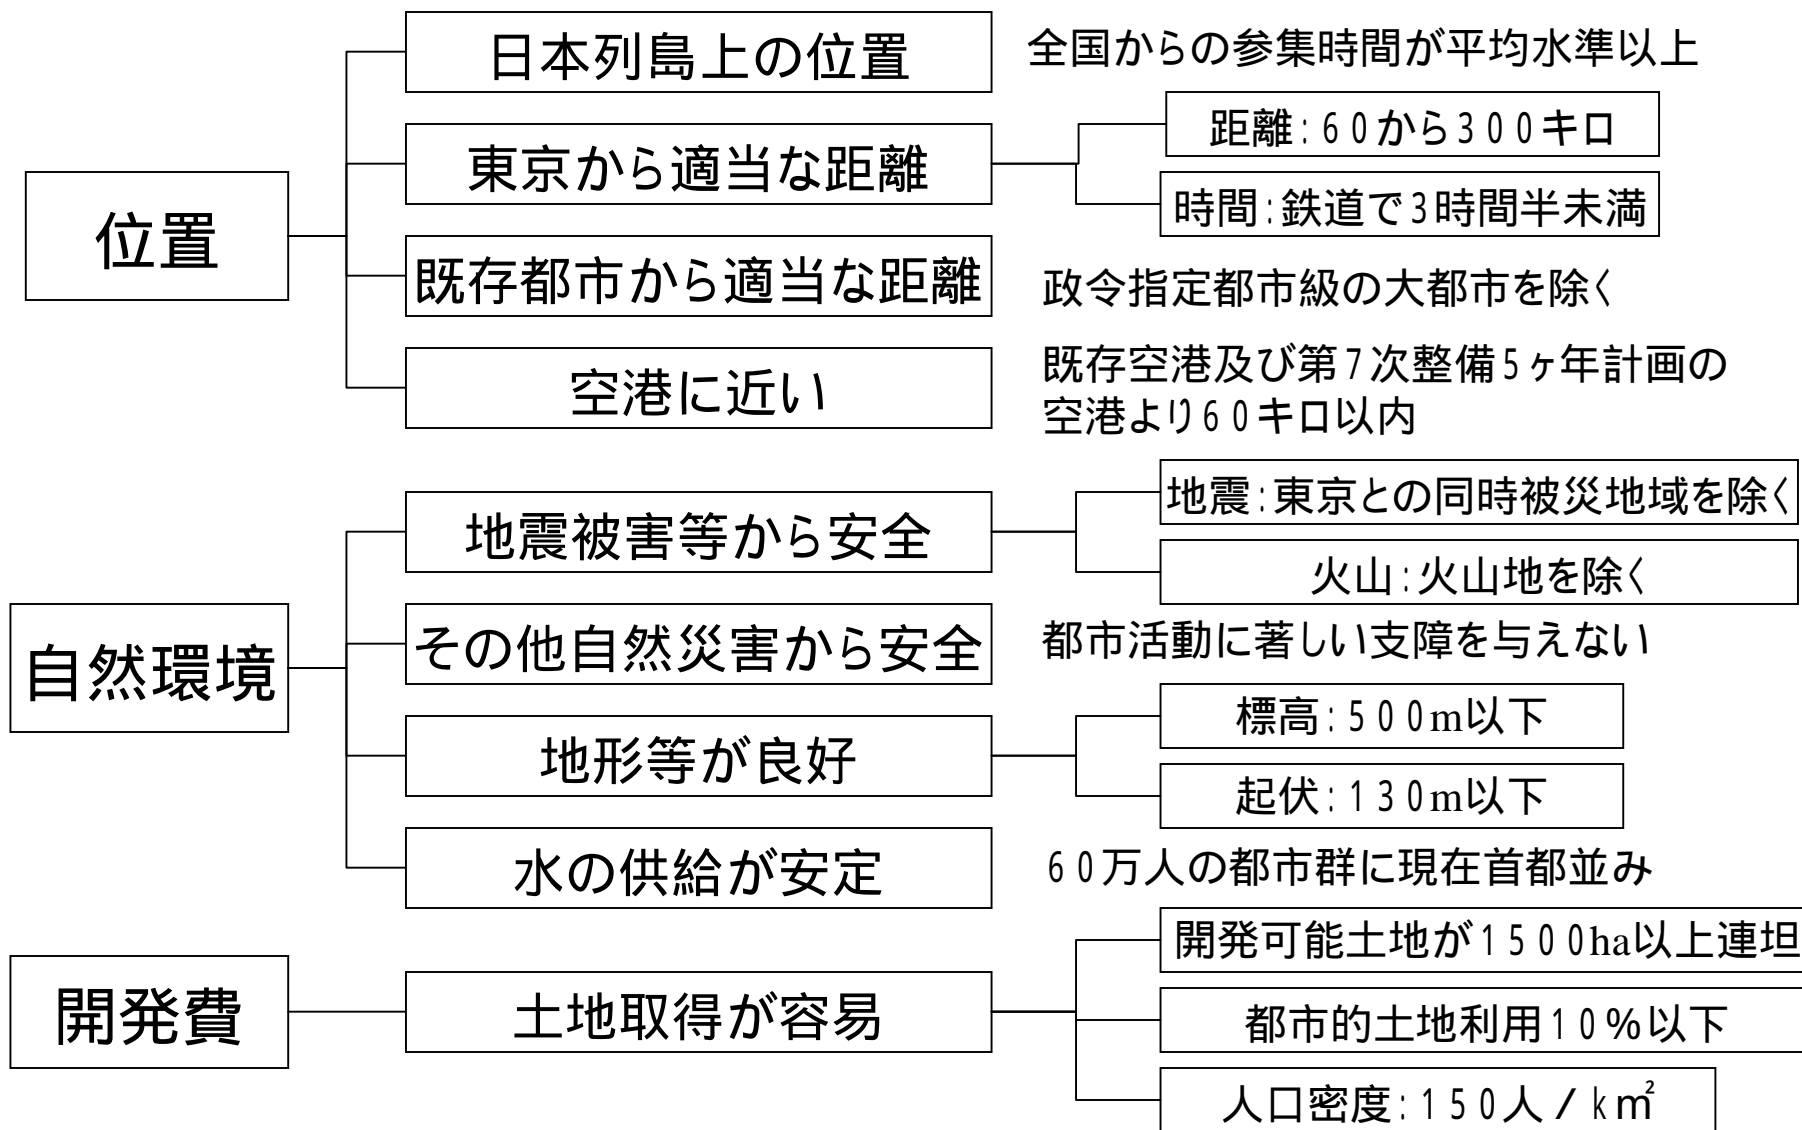 位置
日本列島上の位置
全国からの参集時間が平均水準以上
東京から適当な距離
距離：６０から３００キロ
時間：鉄道で３時間半未満
既存都市から適当な距離
政令指定都市級の大都市を除く
空港に近い
既存空港及び第７次整備５ヶ年計画の
空港より６０キロ以内
自然環境
地震被害等から安全
地震：東京との同時被災地域を除く
火山：火山地を除く
その他自然災害から安全
都市活動に著しい支障を与えない
地形等が良好
標高：５００m以下
起伏：１３０m以下
水の供給が安定
６０万人の都市群に現在首都並み
開発費
土地取得が容易
開発可能土地が１５００ha以上連坦
都市的土地利用１０％以下
人口密度：１５０人／ｋ㎡